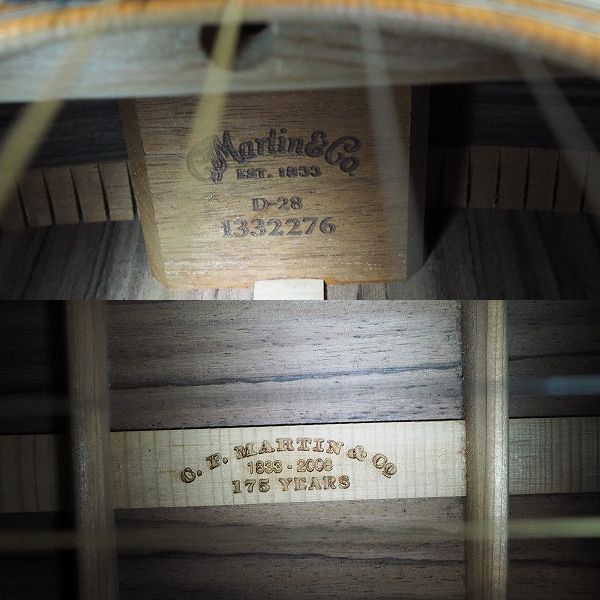 C.F. Martin & Co.
EST. 1833
D-28
1332276
C. F. MARTIN & Co
1833 - 2008
175 YEARS